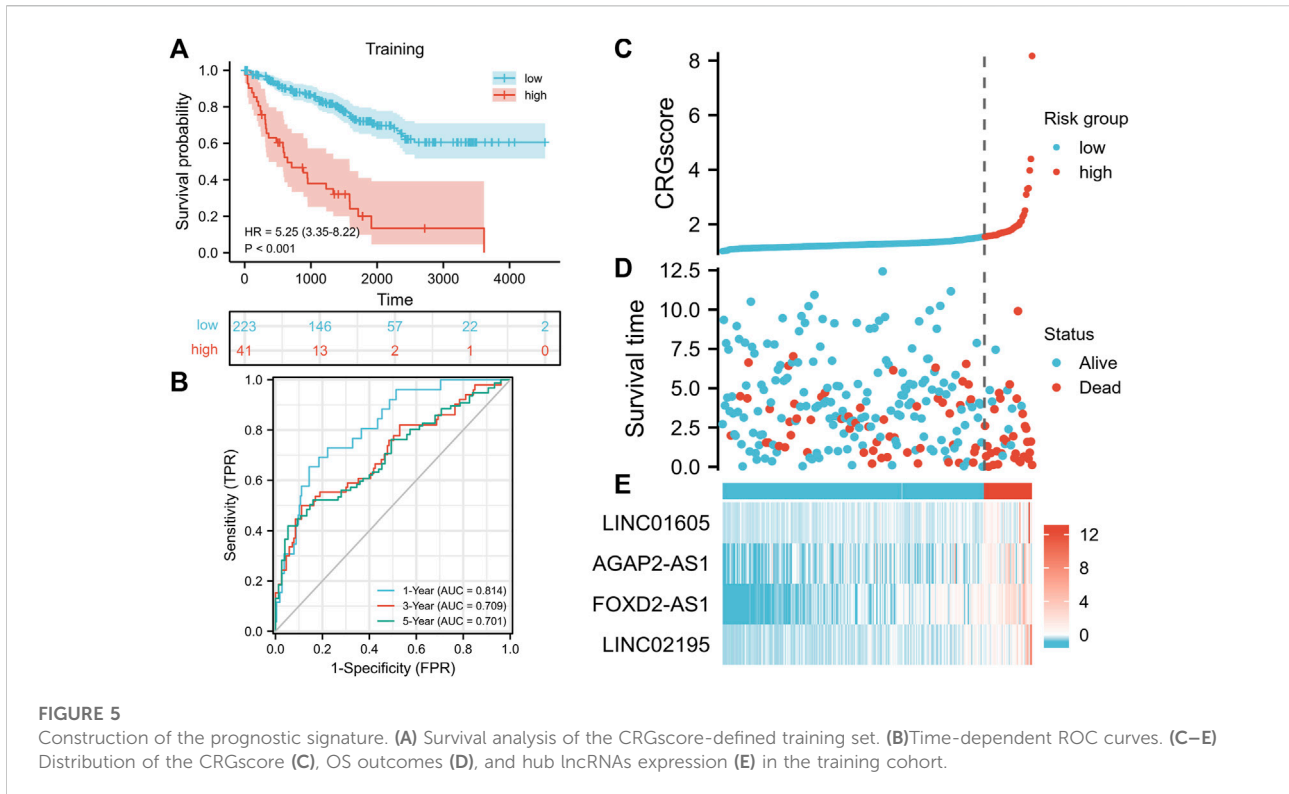 A
Training
Survival probability
1.0
0.8
0.6
0.4
0.2
0.0
low
high
HR = 5.25 (3.35-8.22)
P < 0.001
0 1000 2000 3000 4000
Time
low 223 146 57 22 2
high 41 13 2 1 0
B
Sensitivity (TPR)
1.0
0.8
0.6
0.4
0.2
0.0
1-Year (AUC = 0.814)
3-Year (AUC = 0.709)
5-Year (AUC = 0.701)
0.0 0.2 0.4 0.6 0.8 1.0
1-Specificity (FPR)
C
CRGscore
8
6
4
2
Risk group
low
high
D
Survival time
12.5
10.0
7.5
5.0
2.5
0.0
Status
Alive
Dead
E
LINC01605
AGAP2-AS1
FOXD2-AS1
LINC02195
12
8
4
0
FIGURE 5
Construction of the prognostic signature. (A) Survival analysis of the CRGscore-defined training set. (B)Time-dependent ROC curves. (C–E)
Distribution of the CRGscore (C), OS outcomes (D), and hub lncRNAs expression (E) in the training cohort.